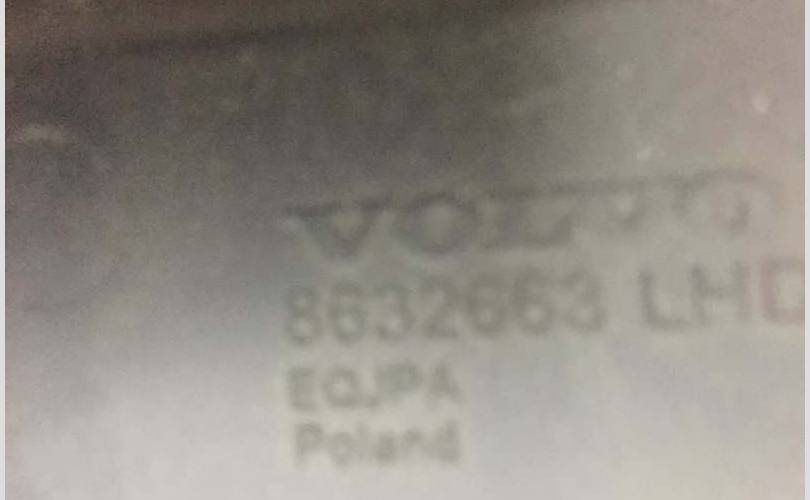 VOLVO
8632663 LHD
EQJPA
Poland